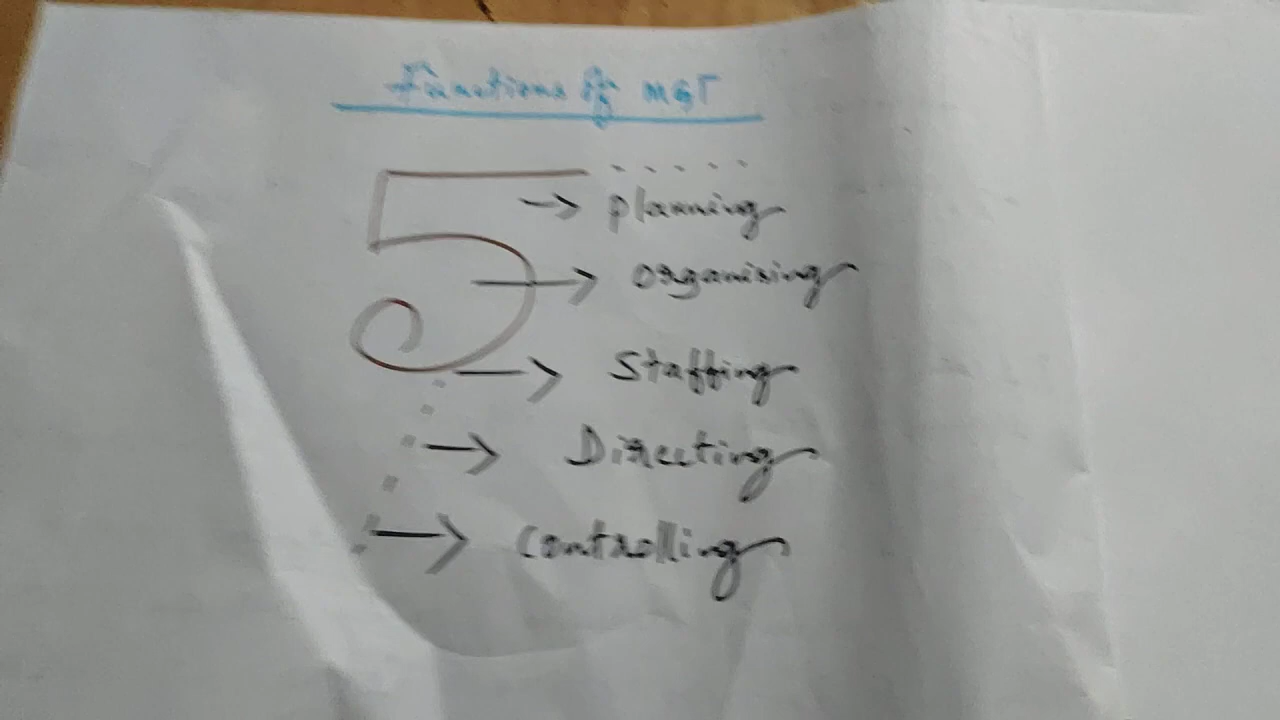 Functions of MGT
5
→ planning
→ organising
→ Staffing
→ Directing
→ Controlling